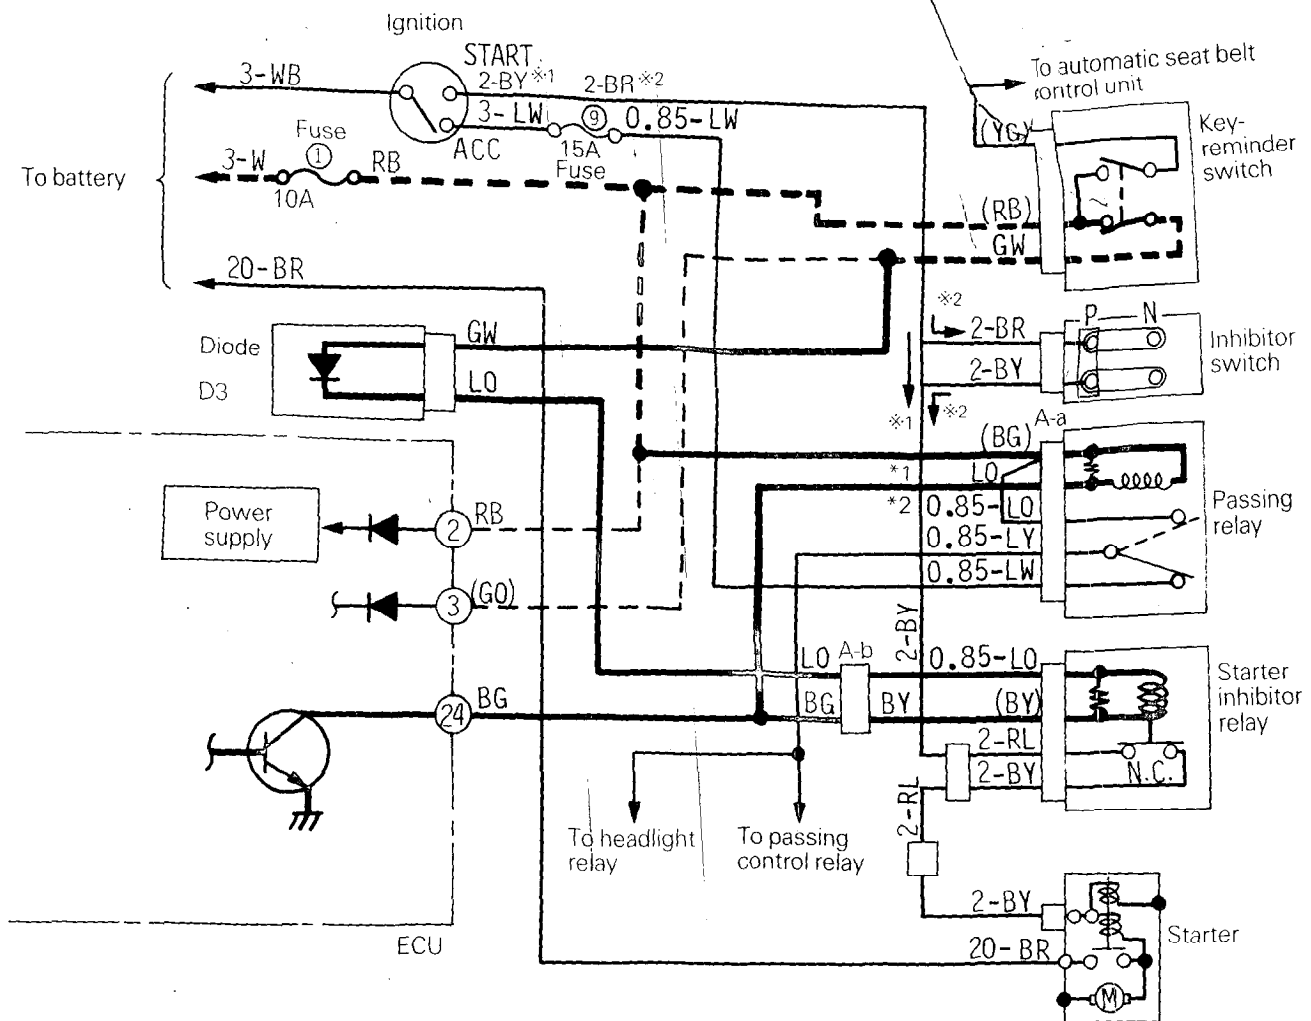 Ignition
START
3-WB
2-BY※1
2-BR※2
3-LW
9
0.85-LW
ACC
15A
Fuse
Fuse
1
3-W
RB
10A
To battery
20-BR
To automatic seat belt
control unit
(YG)
Key-
reminder
switch
(RB)
GW
※2
P
N
2-BR
Inhibitor
switch
2-BY
※1
※2
A-a
Diode
D3
GW
LO
(BG)
*1
LO
*2
0.85-LO
0.85-LY
0.85-LW
Passing
relay
Power
supply
2
RB
3
(GO)
24
BG
2-BY
LO
A-b
0.85-LO
BG
BY
(BY)
Starter
inhibitor
relay
2-RL
2-BY
N.C.
2-RL
To headlight
relay
To passing
control relay
2-BY
20-BR
Starter
M
ECU